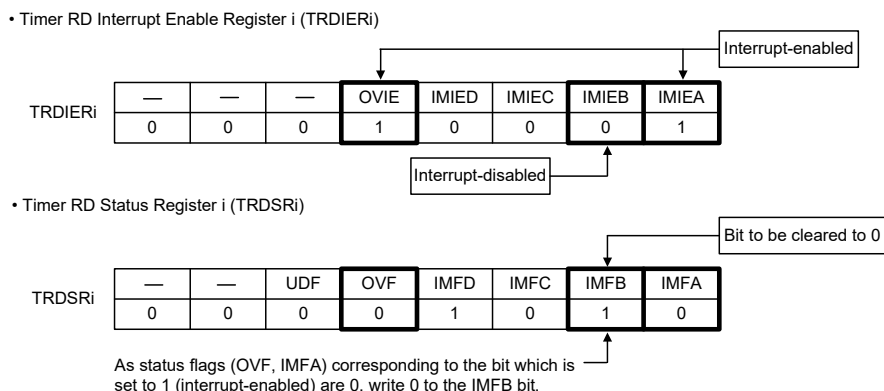 • Timer RD Interrupt Enable Register i (TRDIERi)
Interrupt-enabled
TRDIERi
— — — OVIE IMIED IMIEC IMIEB IMIEA
0 0 0 1 0 0 0 1
Interrupt-disabled
• Timer RD Status Register i (TRDSRi)
Bit to be cleared to 0
TRDSRi
— — UDF OVF IMFD IMFC IMFB IMFA
0 0 0 0 1 0 1 0
As status flags (OVF, IMFA) corresponding to the bit which is
set to 1 (interrupt-enabled) are 0, write 0 to the IMFB bit.